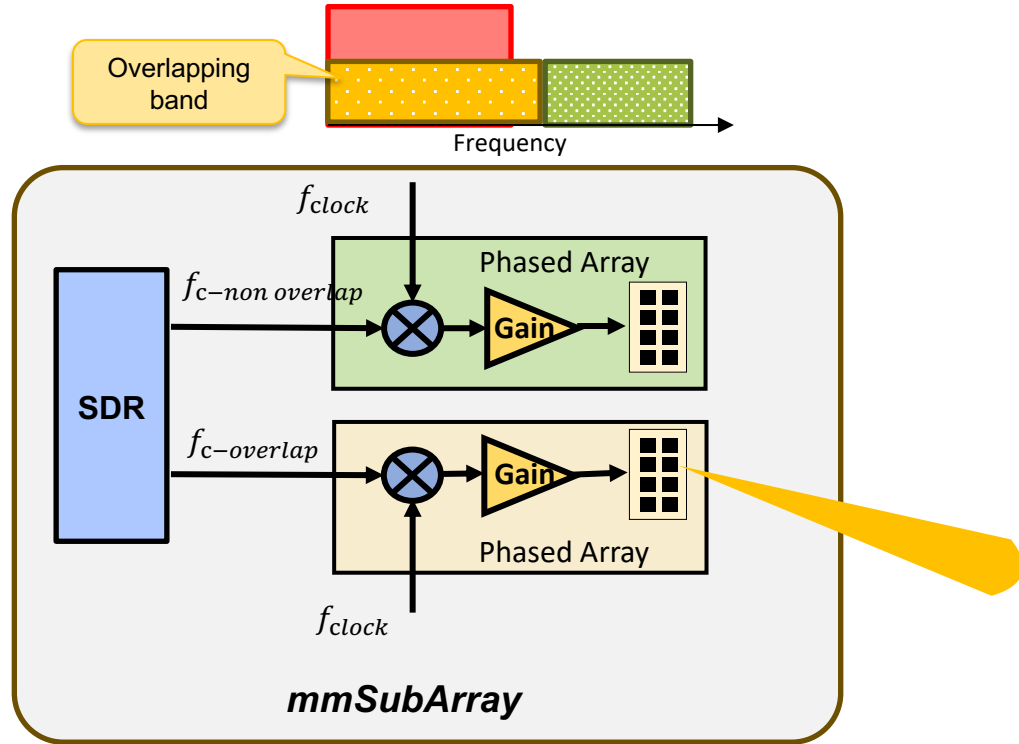 Overlapping
band
Frequency
f_clock
Phased Array
f_c−non overlap
Gain
SDR
f_c−overlap
Gain
Phased Array
f_clock
mmSubArray